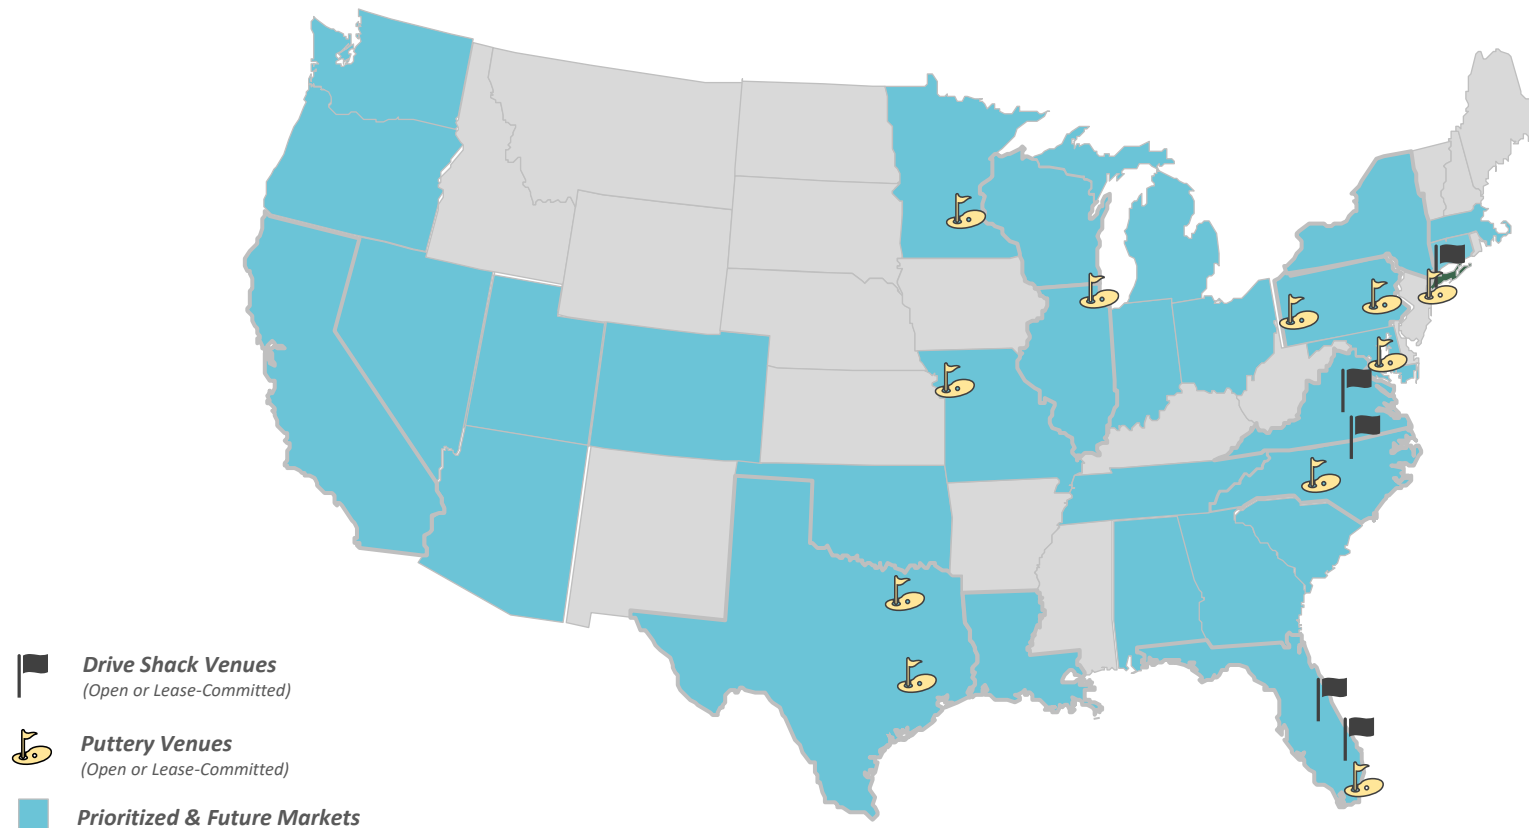 Drive Shack Venues
(Open or Lease-Committed)
Puttery Venues
(Open or Lease-Committed)
Prioritized & Future Markets